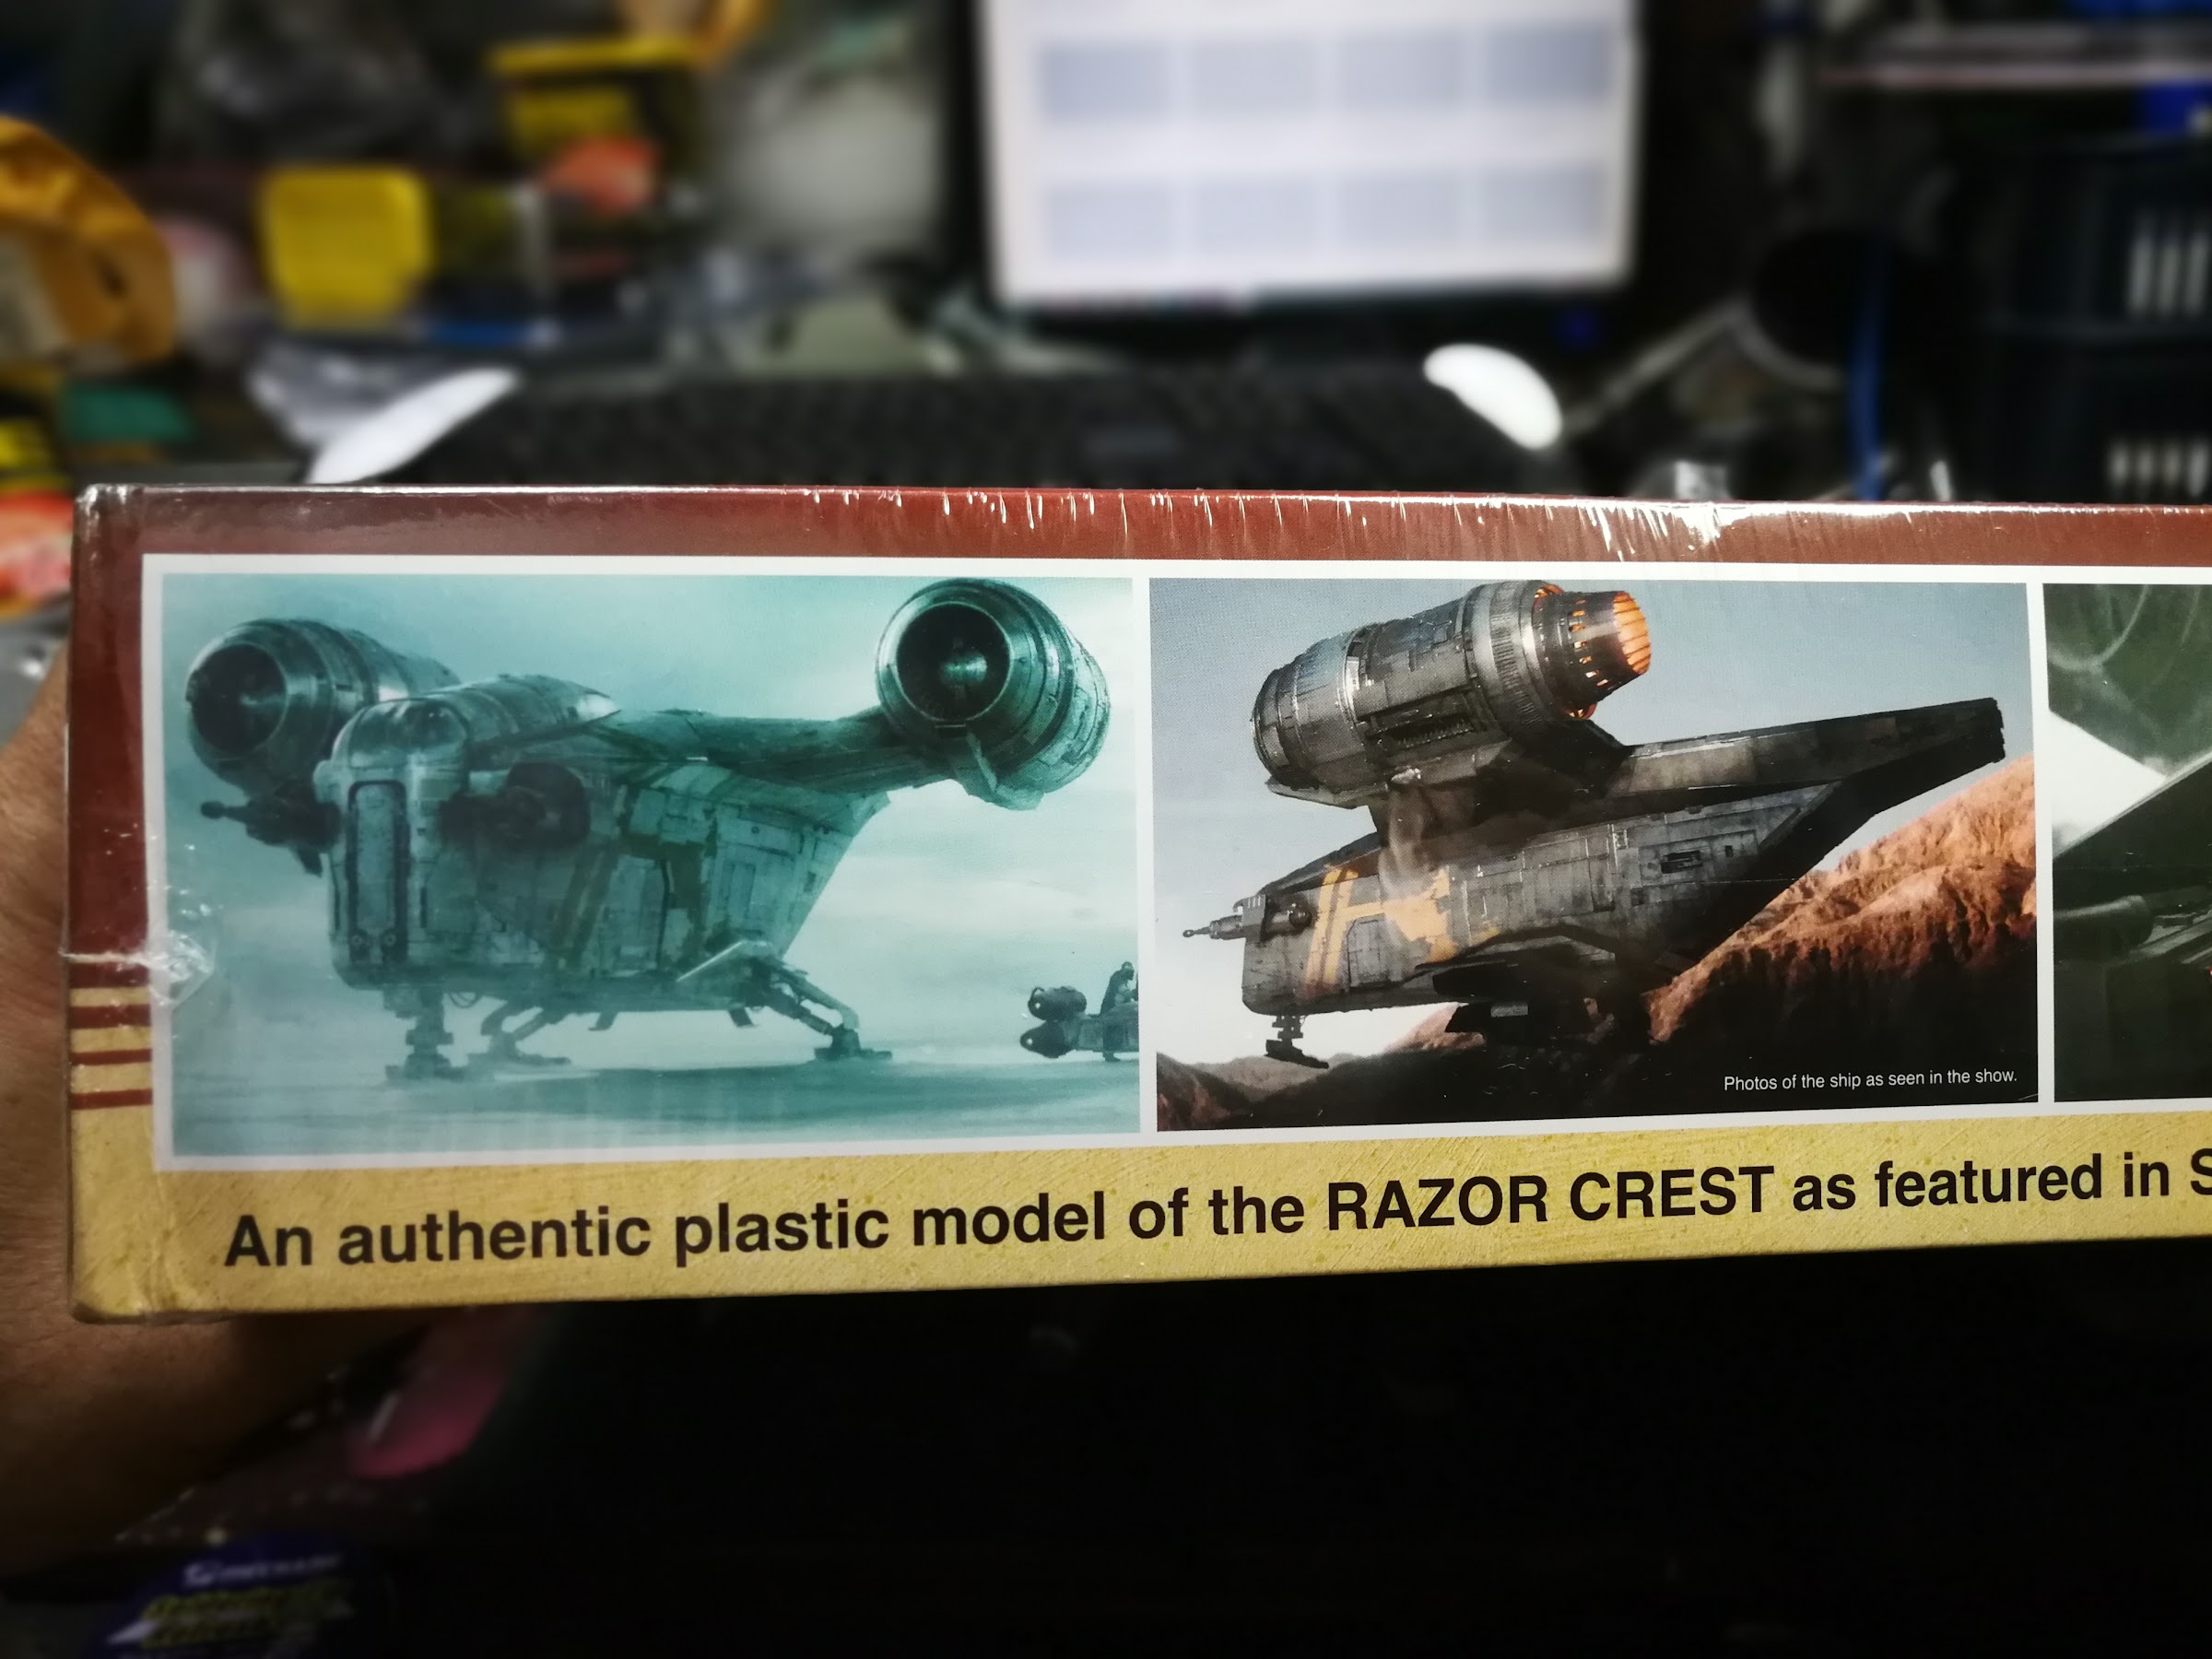 Photos of the ship as seen in the show.
An authentic plastic model of the RAZOR CREST as featured in S